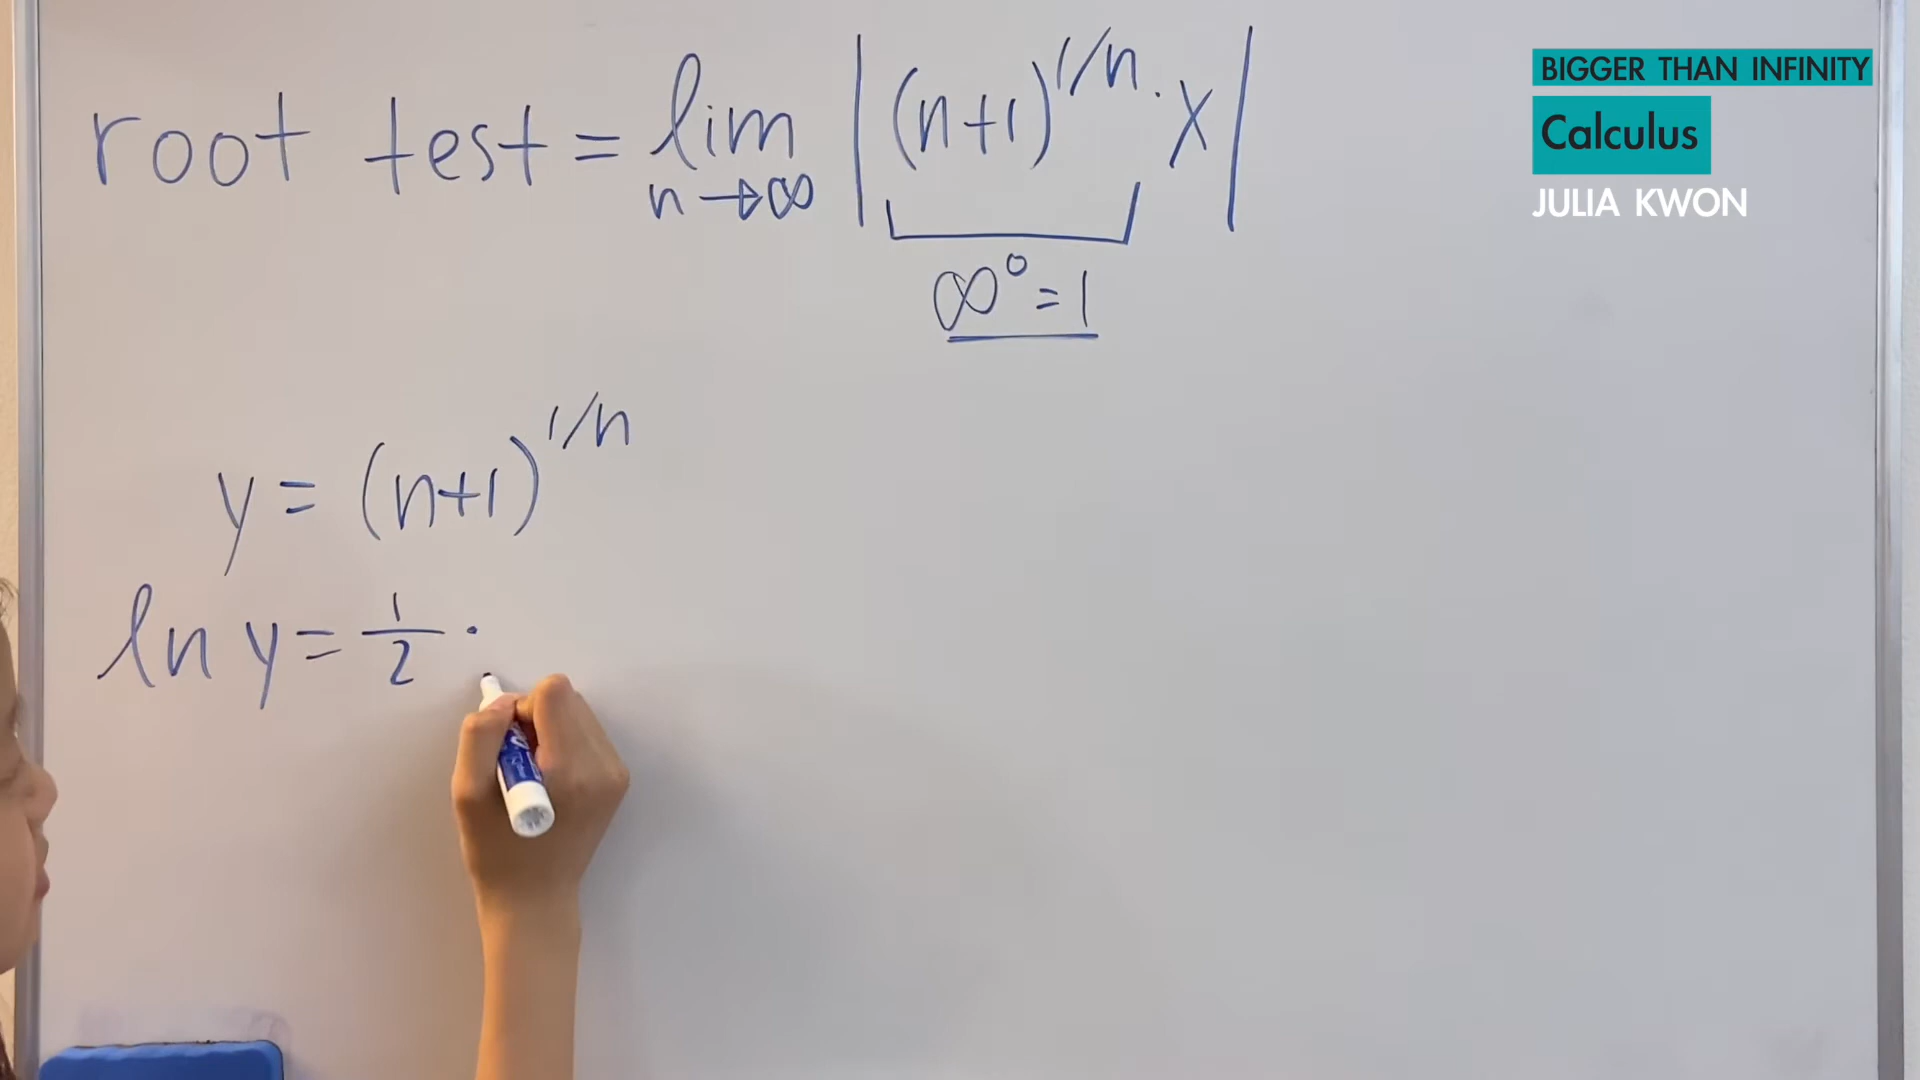 root test = lim n→∞ |(n+1)^1/n · x|
∞^0 = 1
y = (n+1)^1/n
ln y = 1/2 ·
BIGGER THAN INFINITY
Calculus
JULIA KWON